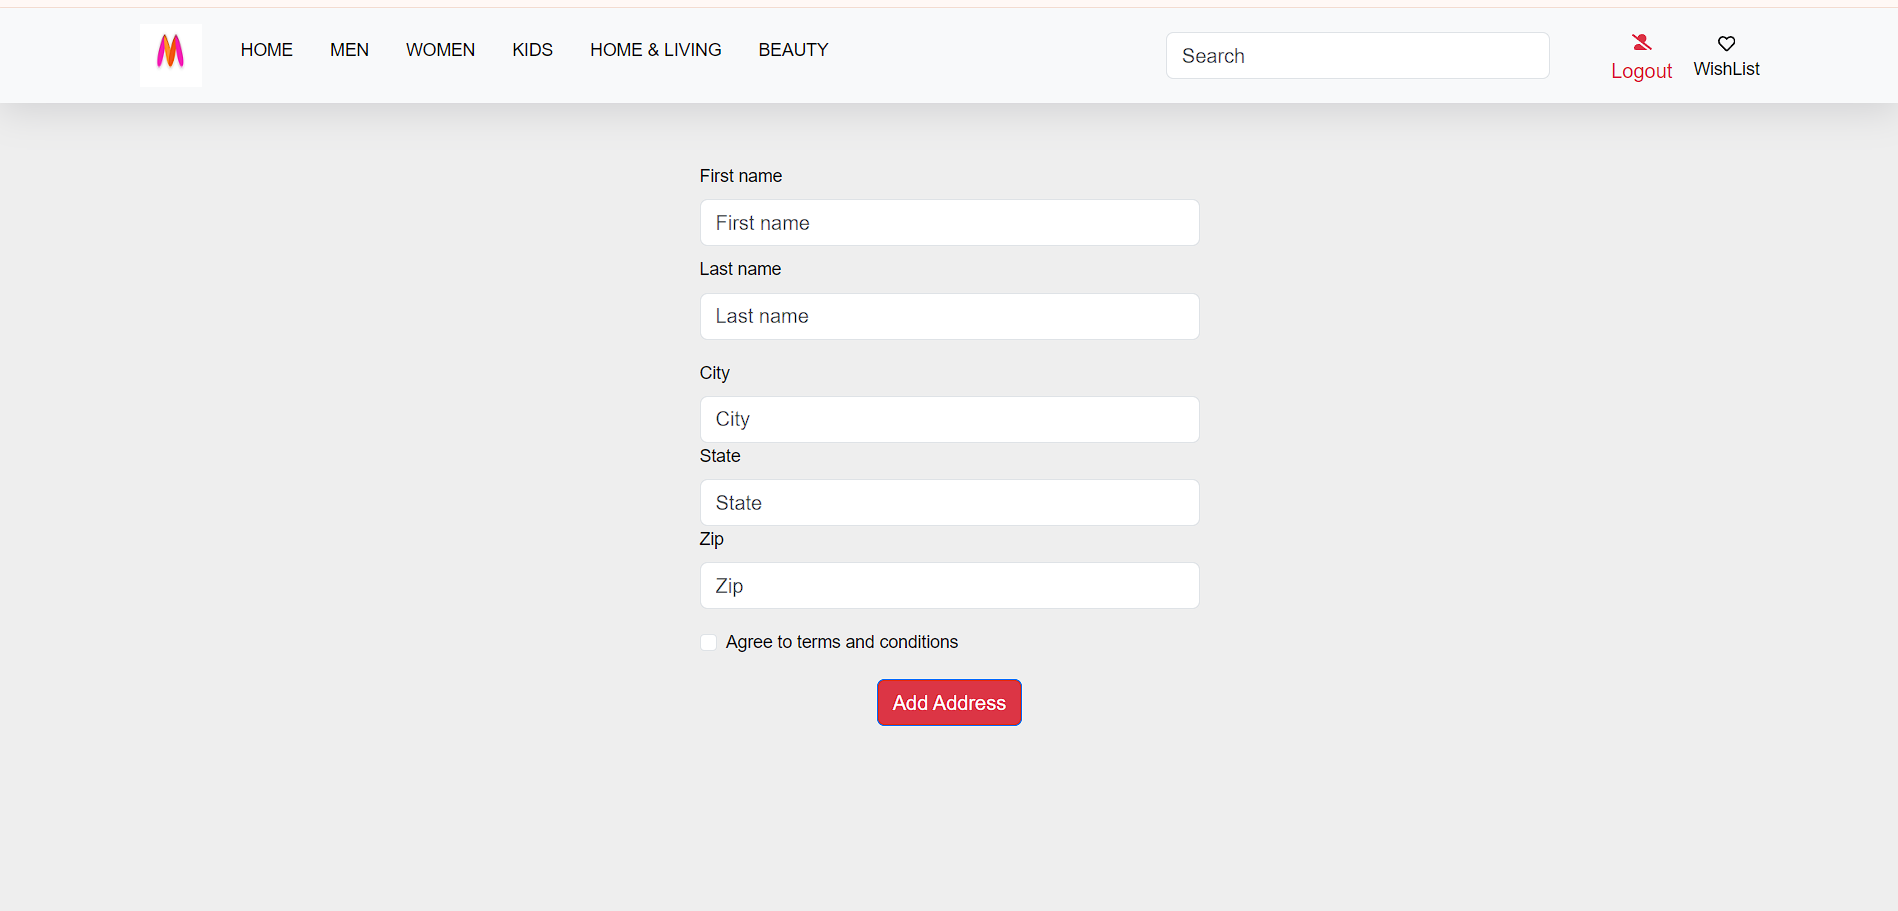 HOME MEN WOMEN KIDS HOME & LIVING BEAUTY Search Logout WishList
First name
First name
Last name
Last name
City
City
State
State
Zip
Zip
Agree to terms and conditions
Add Address